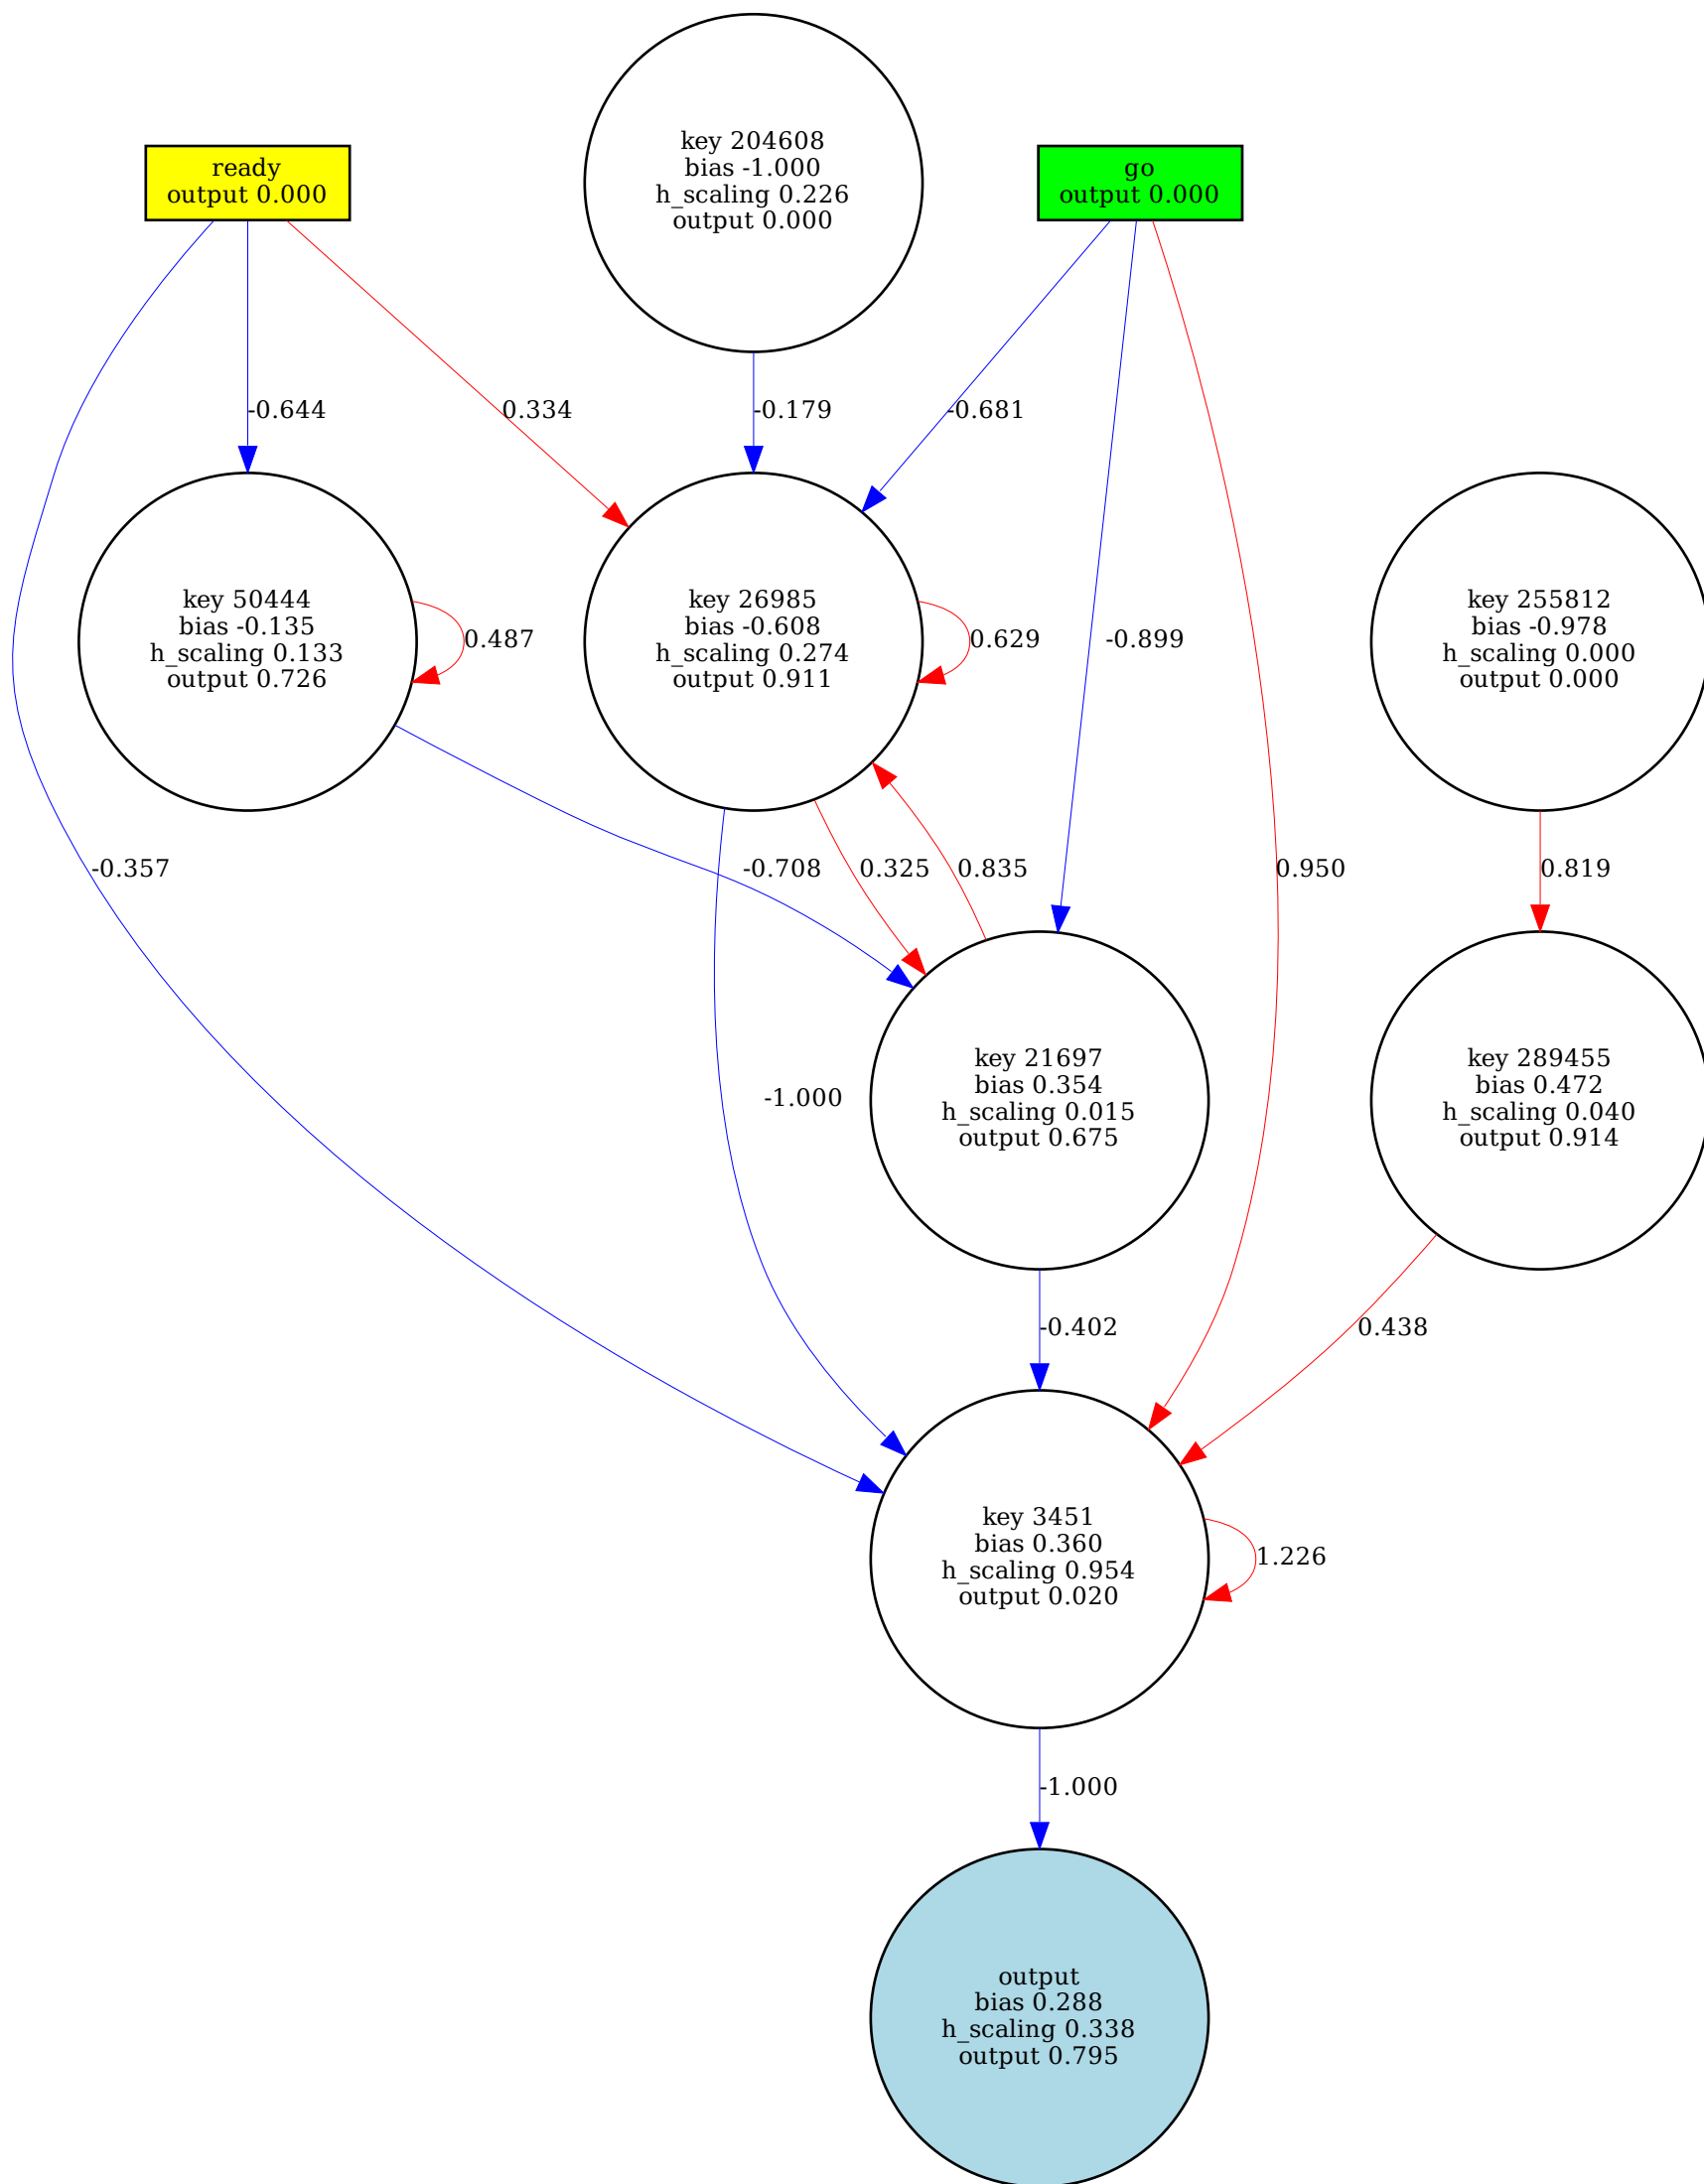 key 204608
bias -1.000
h_scaling 0.226
output 0.000
ready
output 0.000
go
output 0.000
-0.644
0.334
-0.179
-0.681
key 50444
bias -0.135
h_scaling 0.133
output 0.726
0.487
key 26985
bias -0.608
h_scaling 0.274
output 0.911
0.629
-0.899
key 255812
bias -0.978
h_scaling 0.000
output 0.000
-0.357
-0.708
0.325
0.835
0.950
0.819
-1.000
key 21697
bias 0.354
h_scaling 0.015
output 0.675
key 289455
bias 0.472
h_scaling 0.040
output 0.914
-0.402
0.438
key 3451
bias 0.360
h_scaling 0.954
output 0.020
1.226
-1.000
output
bias 0.288
h_scaling 0.338
output 0.795